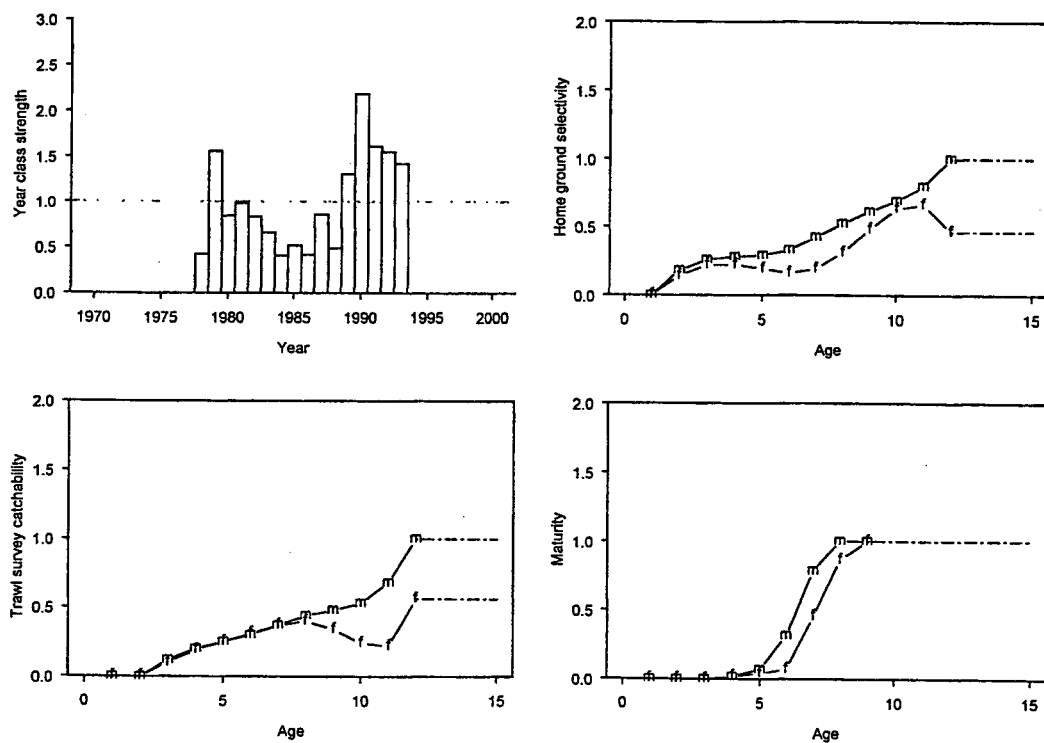 Year class strength
3.0
2.5
2.0
1.5
1.0
0.5
0.0
1970 1975 1980 1985 1990 1995 2000
Year
Home ground selectivity
2.0
1.5
1.0
0.5
0.0
m m m m m m m m m m m
f f f f f f f f f f f
0 5 10 15
Age
Trawl survey catchability
2.0
1.5
1.0
0.5
0.0
m m m m m m m m m m
f f f f f
0 5 10 15
Age
Maturity
2.0
1.5
1.0
0.5
0.0
m m m m
f f f f
0 5 10 15
Age